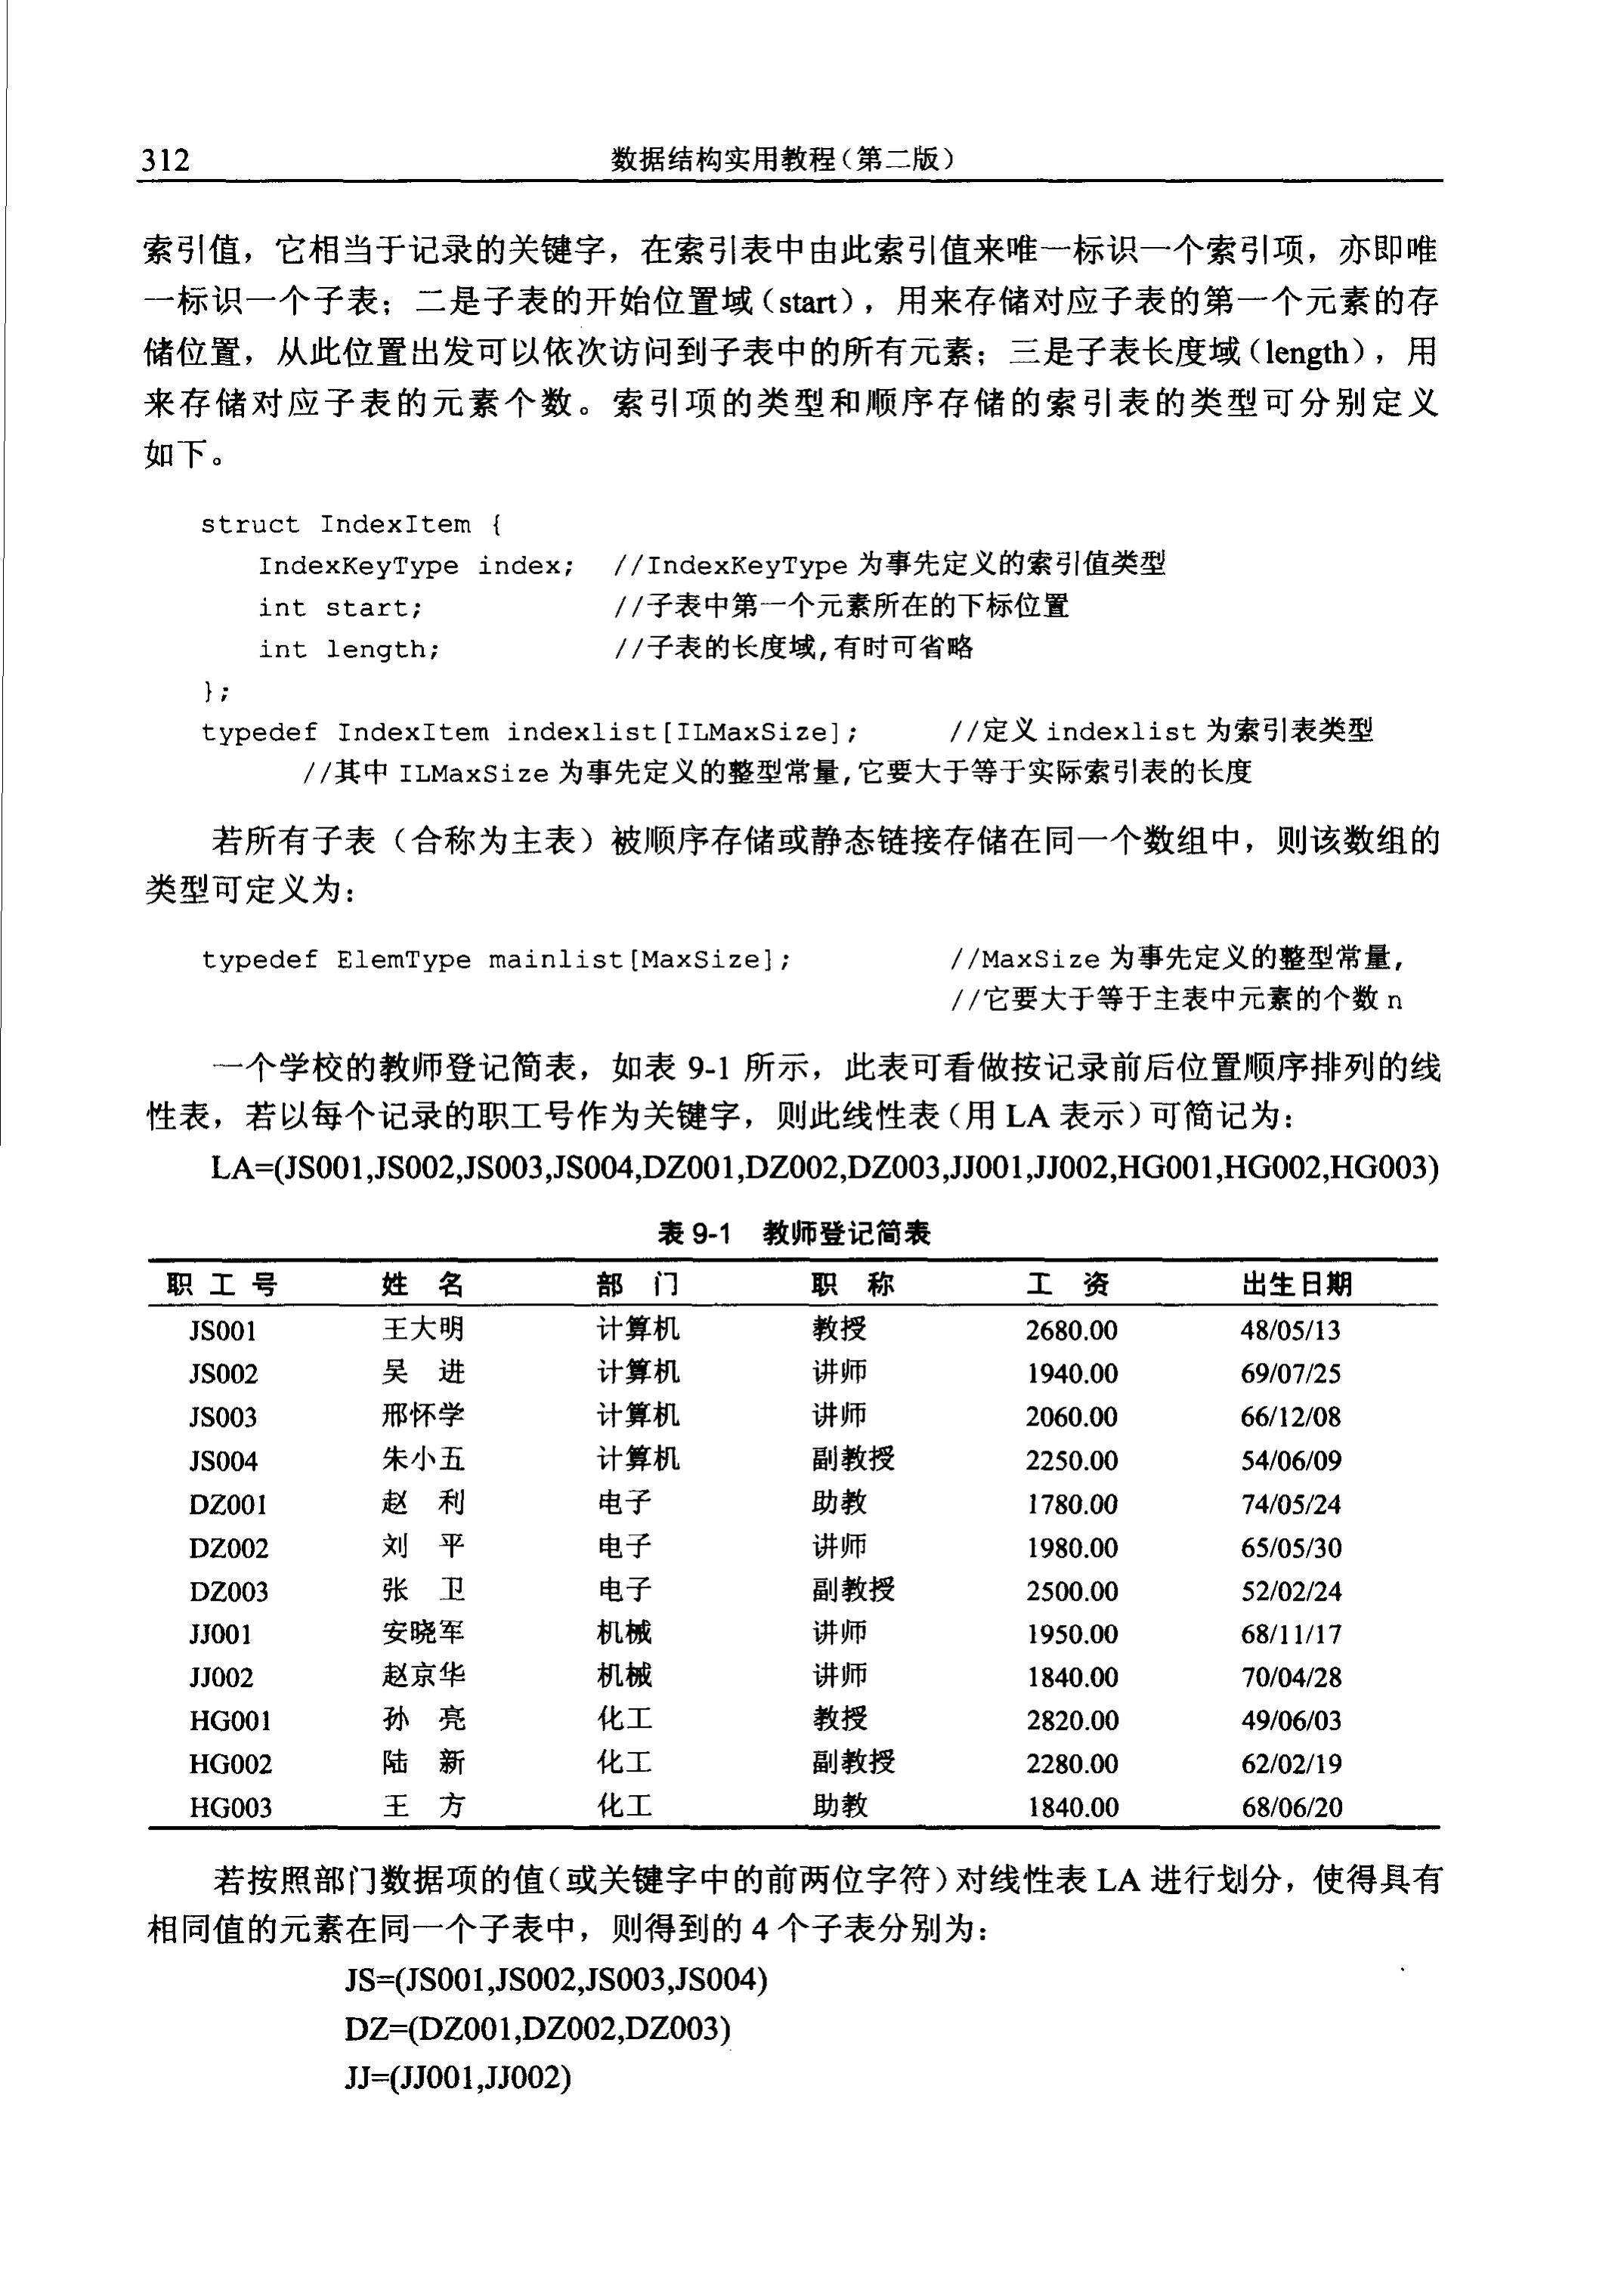 312 数据结构实用教程(第二版)
索引值，它相当于记录的关键字，在索引表中由此索引值来唯一标识一个索引项，亦即唯
一标识一个子表；二是子表的开始位置域(start)，用来存储对应子表的第一个元素的存
储位置，从此位置出发可以依次访问到子表中的所有元素；三是子表长度域(length)，用
来存储对应子表的元素个数。索引项的类型和顺序存储的索引表的类型可分别定义
如下。
struct IndexItem {
IndexKeyType index; //IndexKeyType 为事先定义的索引值类型
int start; //子表中第一个元素所在的下标位置
int length; //子表的长度域,有时可省略
};
typedef IndexItem indexlist[ILMaxSize]; //定义 indexlist 为索引表类型
//其中 ILMaxSize 为事先定义的整型常量,它要大于等于实际索引表的长度
若所有子表（合称为主表）被顺序存储或静态链接存储在同一个数组中，则该数组的
类型可定义为：
typedef ElemType mainlist[MaxSize]; //MaxSize 为事先定义的整型常量,
//它要大于等于主表中元素的个数 n
一个学校的教师登记简表，如表 9-1 所示，此表可看做按记录前后位置顺序排列的线
性表，若以每个记录的职工号作为关键字，则此线性表(用 LA 表示)可简记为：
LA=(JS001,JS002,JS003,JS004,DZ001,DZ002,DZ003,JJ001,JJ002,HG001,HG002,HG003)
表 9-1 教师登记简表
职 工 号 姓 名 部 门 职 称 工 资 出生日期
JS001 王大明 计算机 教授 2680.00 48/05/13
JS002 吴 进 计算机 讲师 1940.00 69/07/25
JS003 邢怀学 计算机 讲师 2060.00 66/12/08
JS004 朱小五 计算机 副教授 2250.00 54/06/09
DZ001 赵 利 电子 助教 1780.00 74/05/24
DZ002 刘 平 电子 讲师 1980.00 65/05/30
DZ003 张 卫 电子 副教授 2500.00 52/02/24
JJ001 安晓军 机械 讲师 1950.00 68/11/17
JJ002 赵京华 机械 讲师 1840.00 70/04/28
HG001 孙 亮 化工 教授 2820.00 49/06/03
HG002 陆 新 化工 副教授 2280.00 62/02/19
HG003 王 方 化工 助教 1840.00 68/06/20
若按照部门数据项的值(或关键字中的前两位字符)对线性表 LA 进行划分，使得具有
相同值的元素在同一个子表中，则得到的 4 个子表分别为：
JS=(JS001,JS002,JS003,JS004)
DZ=(DZ001,DZ002,DZ003)
JJ=(JJ001,JJ002)